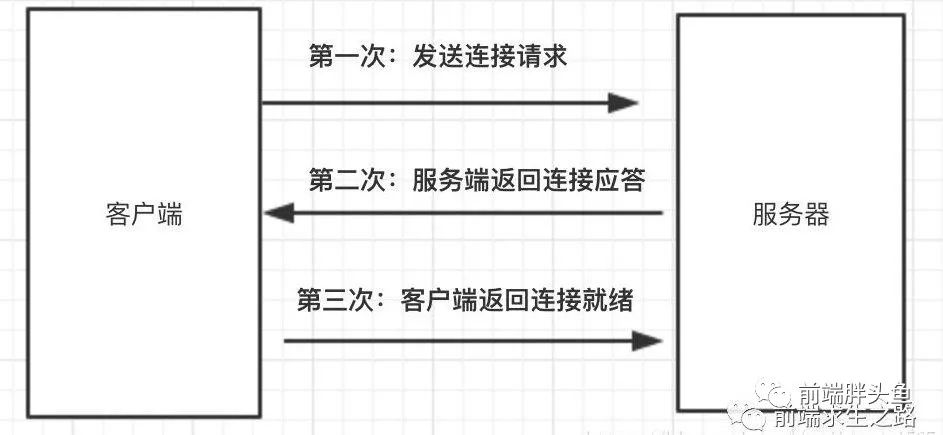 第一次：发送连接请求
第二次：服务端返回连接应答
客户端
服务器
第三次：客户端返回连接就绪
前端胖头鱼
前端求生之路